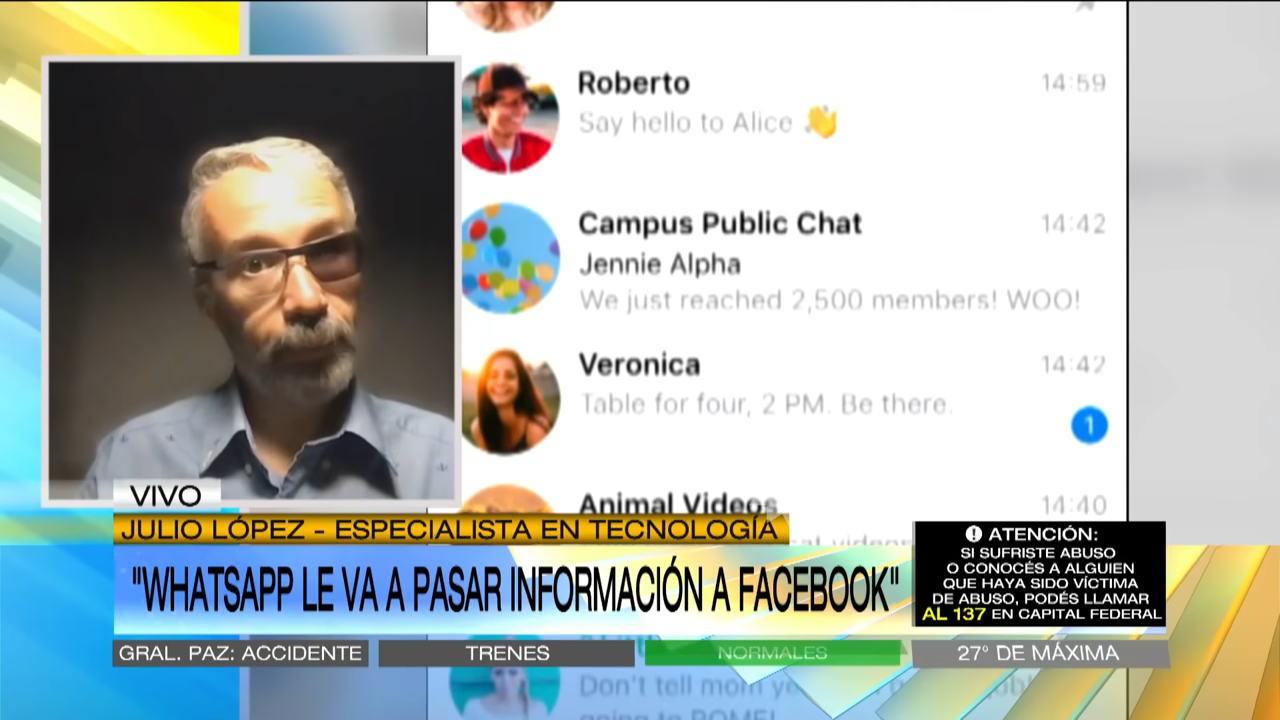 Roberto 14:59
Say hello to Alice 👋
Campus Public Chat 14:42
Jennie Alpha
We just reached 2,500 members! WOO!
Veronica 14:42
Table for four, 2 PM. Be there.
1
Animal Videos 14:40
VIVO
JULIO LÓPEZ - ESPECIALISTA EN TECNOLOGÍA
"WHATSAPP LE VA A PASAR INFORMACIÓN A FACEBOOK"
ATENCIÓN:
SI SUFRISTE ABUSO
O CONOCÉS A ALGUIEN
QUE HAYA SIDO VÍCTIMA
DE ABUSO, PODÉS LLAMAR
AL 137 EN CAPITAL FEDERAL
GRAL. PAZ: ACCIDENTE TRENES NORMALES 27° DE MÁXIMA
Don't tell mom